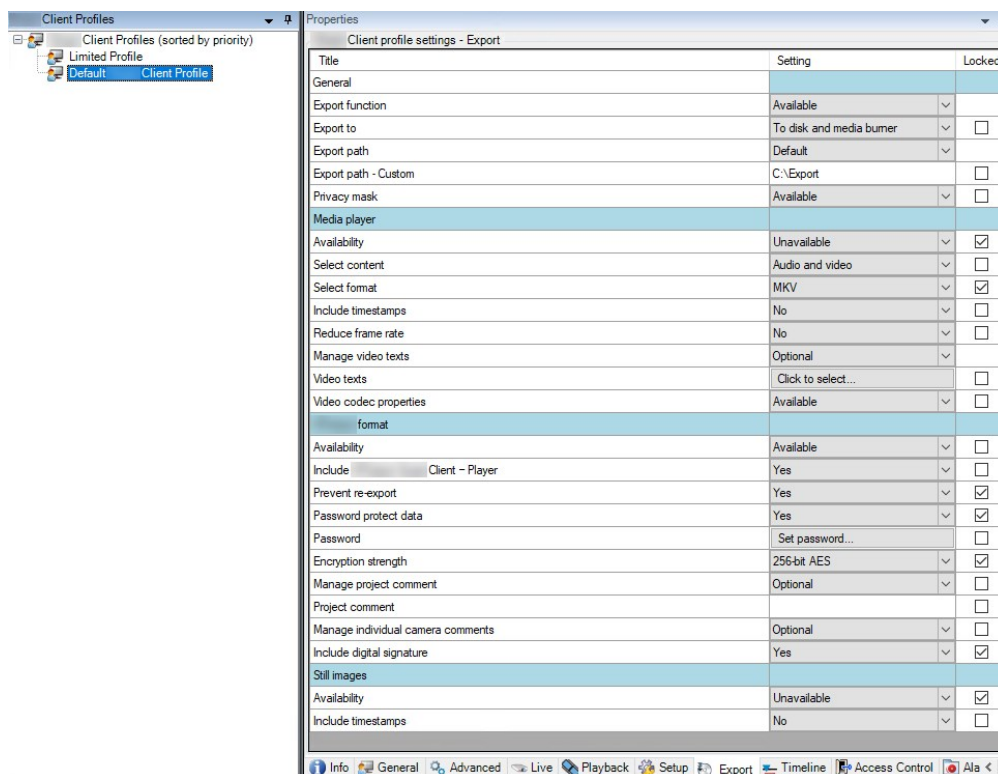 Client Profiles
Properties
Client Profiles (sorted by priority)
Limited Profile
Default Client Profile
Client profile settings - Export
Title Setting Locked
General
Export function Available
Export to To disk and media burner
Export path Default
Export path - Custom C:\Export
Privacy mask Available
Media player
Availability Unavailable
Select content Audio and video
Select format MKV
Include timestamps No
Reduce frame rate No
Manage video texts Optional
Video texts Click to select...
Video codec properties Available
format
Availability Available
Include Client - Player Yes
Prevent re-export Yes
Password protect data Yes
Password Set password...
Encryption strength 256-bit AES
Manage project comment Optional
Project comment
Manage individual camera comments Optional
Include digital signature Yes
Still images
Availability Unavailable
Include timestamps No
Info General Advanced Live Playback Setup Export Timeline Access Control Ala